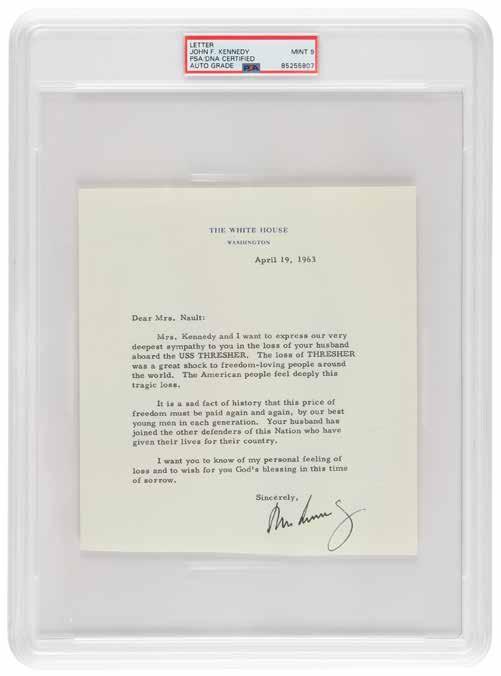 LETTER
JOHN F. KENNEDY MINT 9
PSA/DNA CERTIFIED
AUTO GRADE PSA 85255807
THE WHITE HOUSE
WASHINGTON
April 19, 1963
Dear Mrs. Nault:
Mrs. Kennedy and I want to express our very
deepest sympathy to you in the loss of your husband
aboard the USS THRESHER. The loss of THRESHER
was a great shock to freedom-loving people around
the world. The American people feel deeply this
tragic loss.
It is a sad fact of history that this price of
freedom must be paid again and again, by our best
young men in each generation. Your husband has
joined the other defenders of this Nation who have
given their lives for their country.
I want you to know of my personal feeling of
loss and to wish for you God's blessing in this time
of sorrow.
Sincerely,